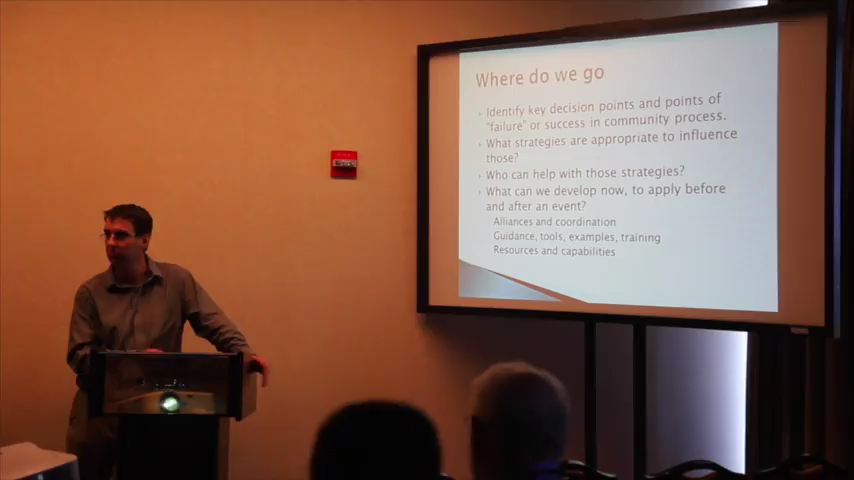 Where do we go
Identify key decision points and points of
"failure" or success in community process.
What strategies are appropriate to influence
those?
Who can help with those strategies?
What can we develop now, to apply before
and after an event?
Alliances and coordination
Guidance, tools, examples, training
Resources and capabilities